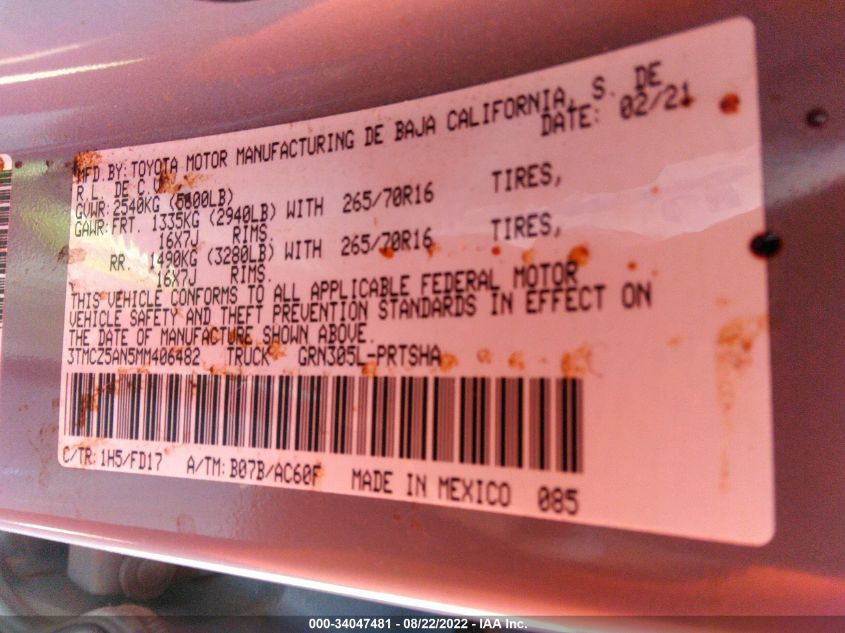 MFD.BY: TOYOTA MOTOR MANUFACTURING DE BAJA CALIFORNIA, S. DE
R L. DE C.V. DATE: 02/21
GVWR: 2540KG (5600LB)
GAWR: FRT. 1335KG (2940LB) WITH 265/70R16 TIRES,
16X7J RIMS.
RR. 1490KG (3280LB) WITH 265/70R16 TIRES,
16X7J RIMS.
THIS VEHICLE CONFORMS TO ALL APPLICABLE FEDERAL MOTOR
VEHICLE SAFETY AND THEFT PREVENTION STANDARDS IN EFFECT ON
THE DATE OF MANUFACTURE SHOWN ABOVE.
3TMCZ5AN5MM406482 TRUCK GRN305L-PRTSHA
C/TR: 1H5/FD17 A/TM: B07B/AC60F MADE IN MEXICO 085
000-34047481 - 08/22/2022 - IAA Inc.